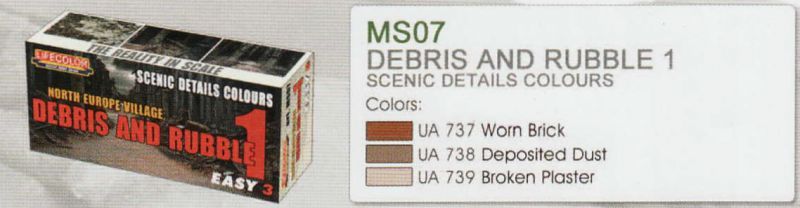 LIFECOLOR
THE REALITY IN SCALE
SCENIC DETAILS COLOURS
NORTH EUROPE VILLAGE
DEBRIS AND RUBBLE 1
EASY 3
MS07
DEBRIS AND RUBBLE 1
SCENIC DETAILS COLOURS
Colors:
UA 737 Worn Brick
UA 738 Deposited Dust
UA 739 Broken Plaster